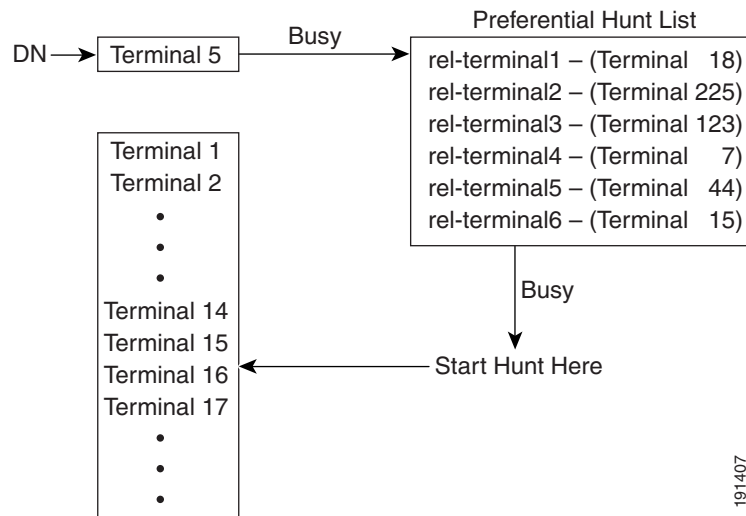 Preferential Hunt List
DN
Terminal 5
Busy
rel-terminal1 – (Terminal 18)
rel-terminal2 – (Terminal 225)
rel-terminal3 – (Terminal 123)
rel-terminal4 – (Terminal 7)
rel-terminal5 – (Terminal 44)
rel-terminal6 – (Terminal 15)
Terminal 1
Terminal 2
•
•
•
Terminal 14
Terminal 15
Terminal 16
Terminal 17
•
•
•
Busy
Start Hunt Here
191407